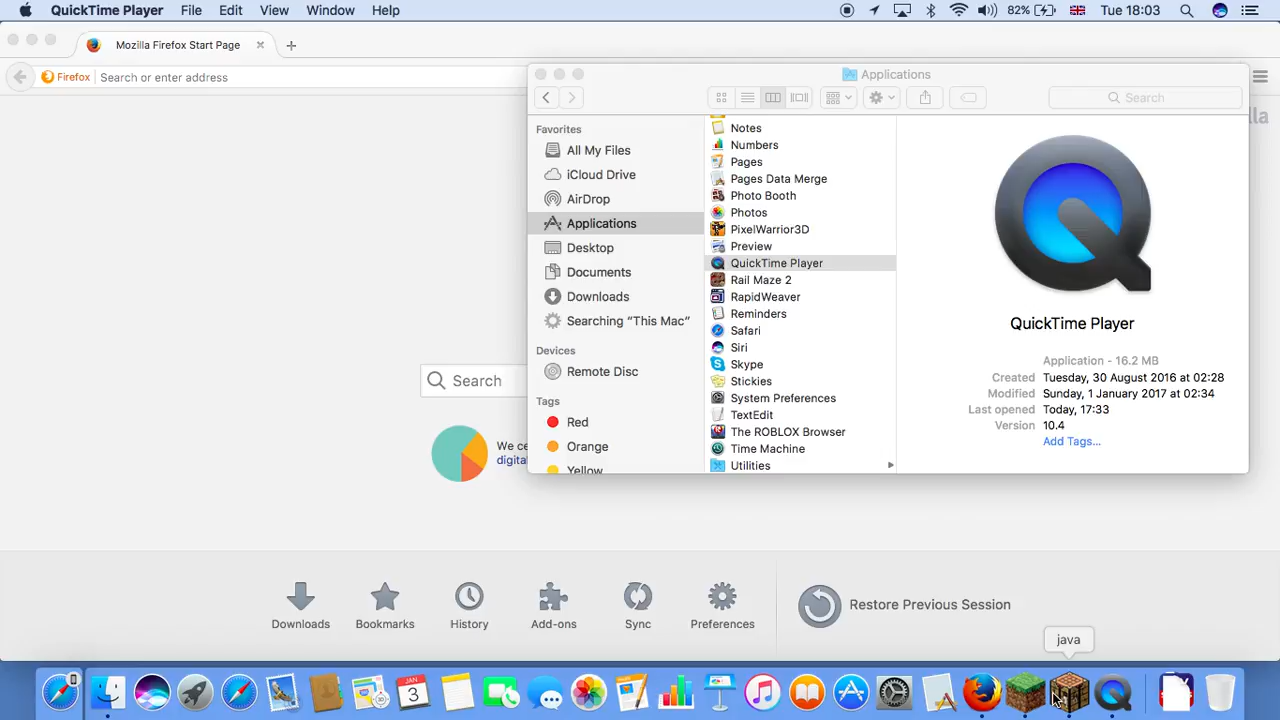 QuickTime Player File Edit View Window Help 82% Tue 18:03
Mozilla Firefox Start Page
Firefox Search or enter address
Applications
Search
Favorites
All My Files
iCloud Drive
AirDrop
Applications
Desktop
Documents
Downloads
Searching “This Mac”
Devices
Remote Disc
Tags
Red
Orange
Yellow
Notes
Numbers
Pages
Pages Data Merge
Photo Booth
Photos
PixelWarrior3D
Preview
QuickTime Player
Rail Maze 2
RapidWeaver
Reminders
Safari
Siri
Skype
Stickies
System Preferences
TextEdit
The ROBLOX Browser
Time Machine
Utilities
QuickTime Player
Application - 16.2 MB
Created Tuesday, 30 August 2016 at 02:28
Modified Sunday, 1 January 2017 at 02:34
Last opened Today, 17:33
Version 10.4
Add Tags...
lla
Search
We ce
digita
Downloads Bookmarks History Add-ons Sync Preferences
Restore Previous Session
java
3